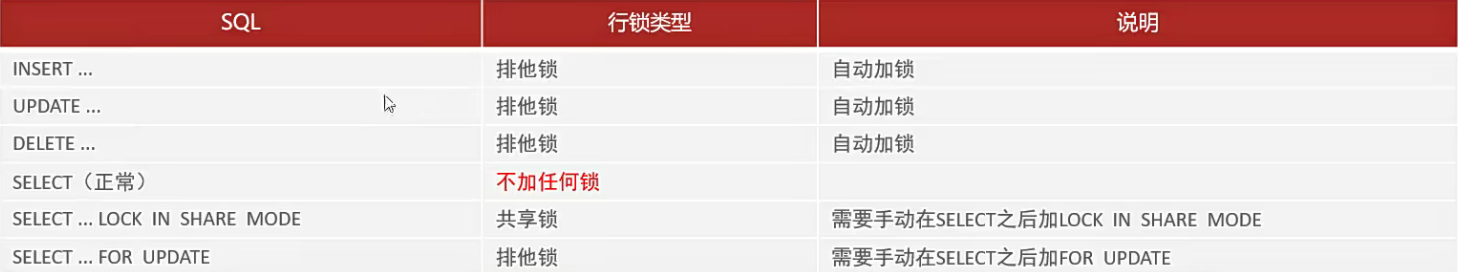 SQL 行锁类型 说明
INSERT ... 排他锁 自动加锁
UPDATE ... 排他锁 自动加锁
DELETE ... 排他锁 自动加锁
SELECT（正常） 不加任何锁
SELECT ... LOCK IN SHARE MODE 共享锁 需要手动在SELECT之后加LOCK IN SHARE MODE
SELECT ... FOR UPDATE 排他锁 需要手动在SELECT之后加FOR UPDATE